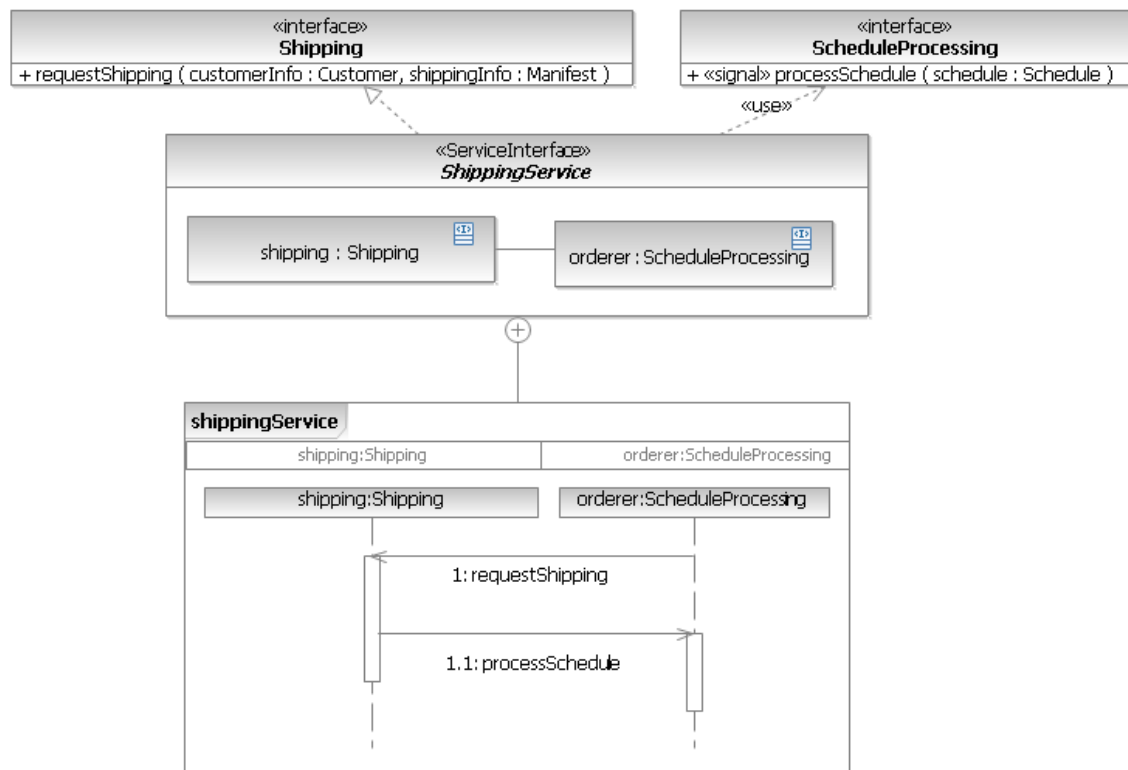 «interface»
Shipping
+ requestShipping ( customerInfo : Customer, shippingInfo : Manifest )
«interface»
ScheduleProcessing
+ «signal» processSchedule ( schedule : Schedule )
«use»
«ServiceInterface»
ShippingService
shipping : Shipping
orderer : ScheduleProcessing
shippingService
shipping:Shipping
orderer:ScheduleProcessing
shipping:Shipping
orderer:ScheduleProcessing
1: requestShipping
1.1: processSchedule